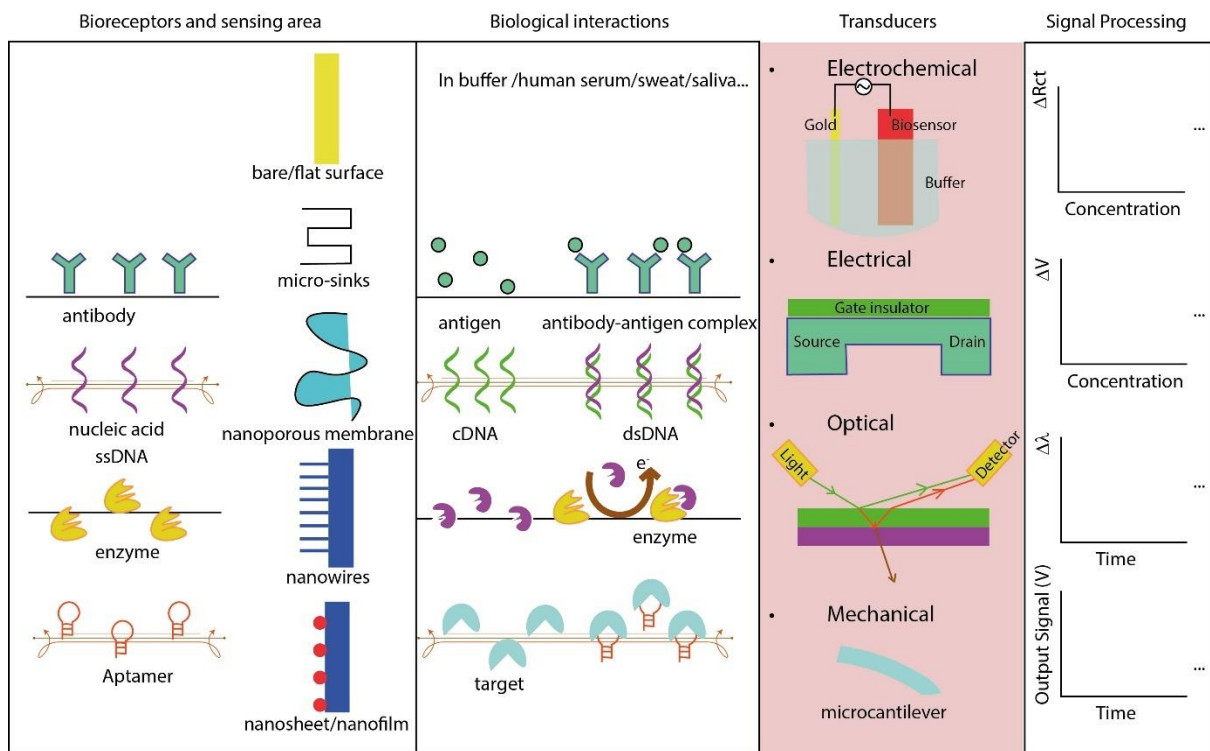 Bioreceptors and sensing area
bare/flat surface
micro-sinks
antibody
nucleic acid
ssDNA
nanoporous membrane
enzyme
nanowires
Aptamer
nanosheet/nanofilm
Biological interactions
In buffer /human serum/sweat/saliva...
antigen
antibody-antigen complex
cDNA
dsDNA
e-
enzyme
target
Transducers
• Electrochemical
Gold
Biosensor
Buffer
• Electrical
Gate insulator
Source
Drain
• Optical
Light
Detector
• Mechanical
microcantilever
Signal Processing
ΔRct
...
Concentration
ΔV
...
Concentration
Δλ
...
Time
Output Signal (V)
...
Time